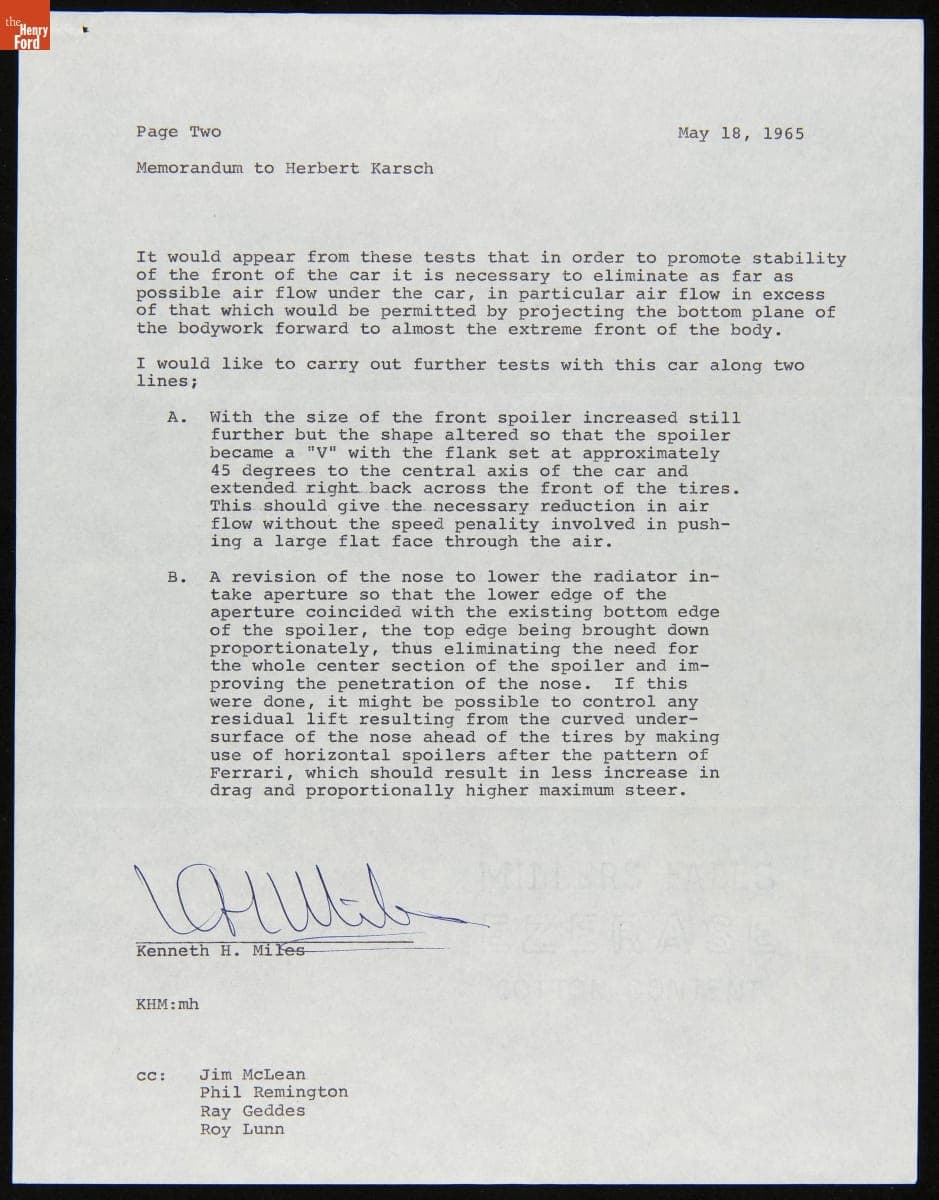 the
Henry
Ford
Page Two May 18, 1965
Memorandum to Herbert Karsch
It would appear from these tests that in order to promote stability
of the front of the car it is necessary to eliminate as far as
possible air flow under the car, in particular air flow in excess
of that which would be permitted by projecting the bottom plane of
the bodywork forward to almost the extreme front of the body.
I would like to carry out further tests with this car along two
lines;
A. With the size of the front spoiler increased still
further but the shape altered so that the spoiler
became a "V" with the flank set at approximately
45 degrees to the central axis of the car and
extended right back across the front of the tires.
This should give the necessary reduction in air
flow without the speed penality involved in push-
ing a large flat face through the air.
B. A revision of the nose to lower the radiator in-
take aperture so that the lower edge of the
aperture coincided with the existing bottom edge
of the spoiler, the top edge being brought down
proportionately, thus eliminating the need for
the whole center section of the spoiler and im-
proving the penetration of the nose. If this
were done, it might be possible to control any
residual lift resulting from the curved under-
surface of the nose ahead of the tires by making
use of horizontal spoilers after the pattern of
Ferrari, which should result in less increase in
drag and proportionally higher maximum steer.
KHMiles
Kenneth H. Miles
KHM:mh
cc: Jim McLean
Phil Remington
Ray Geddes
Roy Lunn